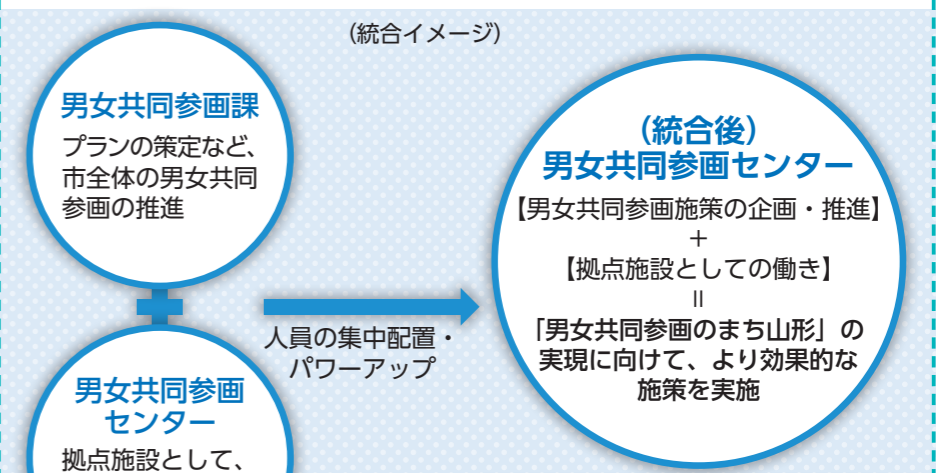 (統合イメージ)
男女共同参画課
プランの策定など、
市全体の男女共同
参画の推進
+
男女共同参画
センター
拠点施設として、
人員の集中配置・
パワーアップ
(統合後)
男女共同参画センター
【男女共同参画施策の企画・推進】
+
【拠点施設としての働き】
=
「男女共同参画のまち山形」の
実現に向けて、より効果的な
施策を実施